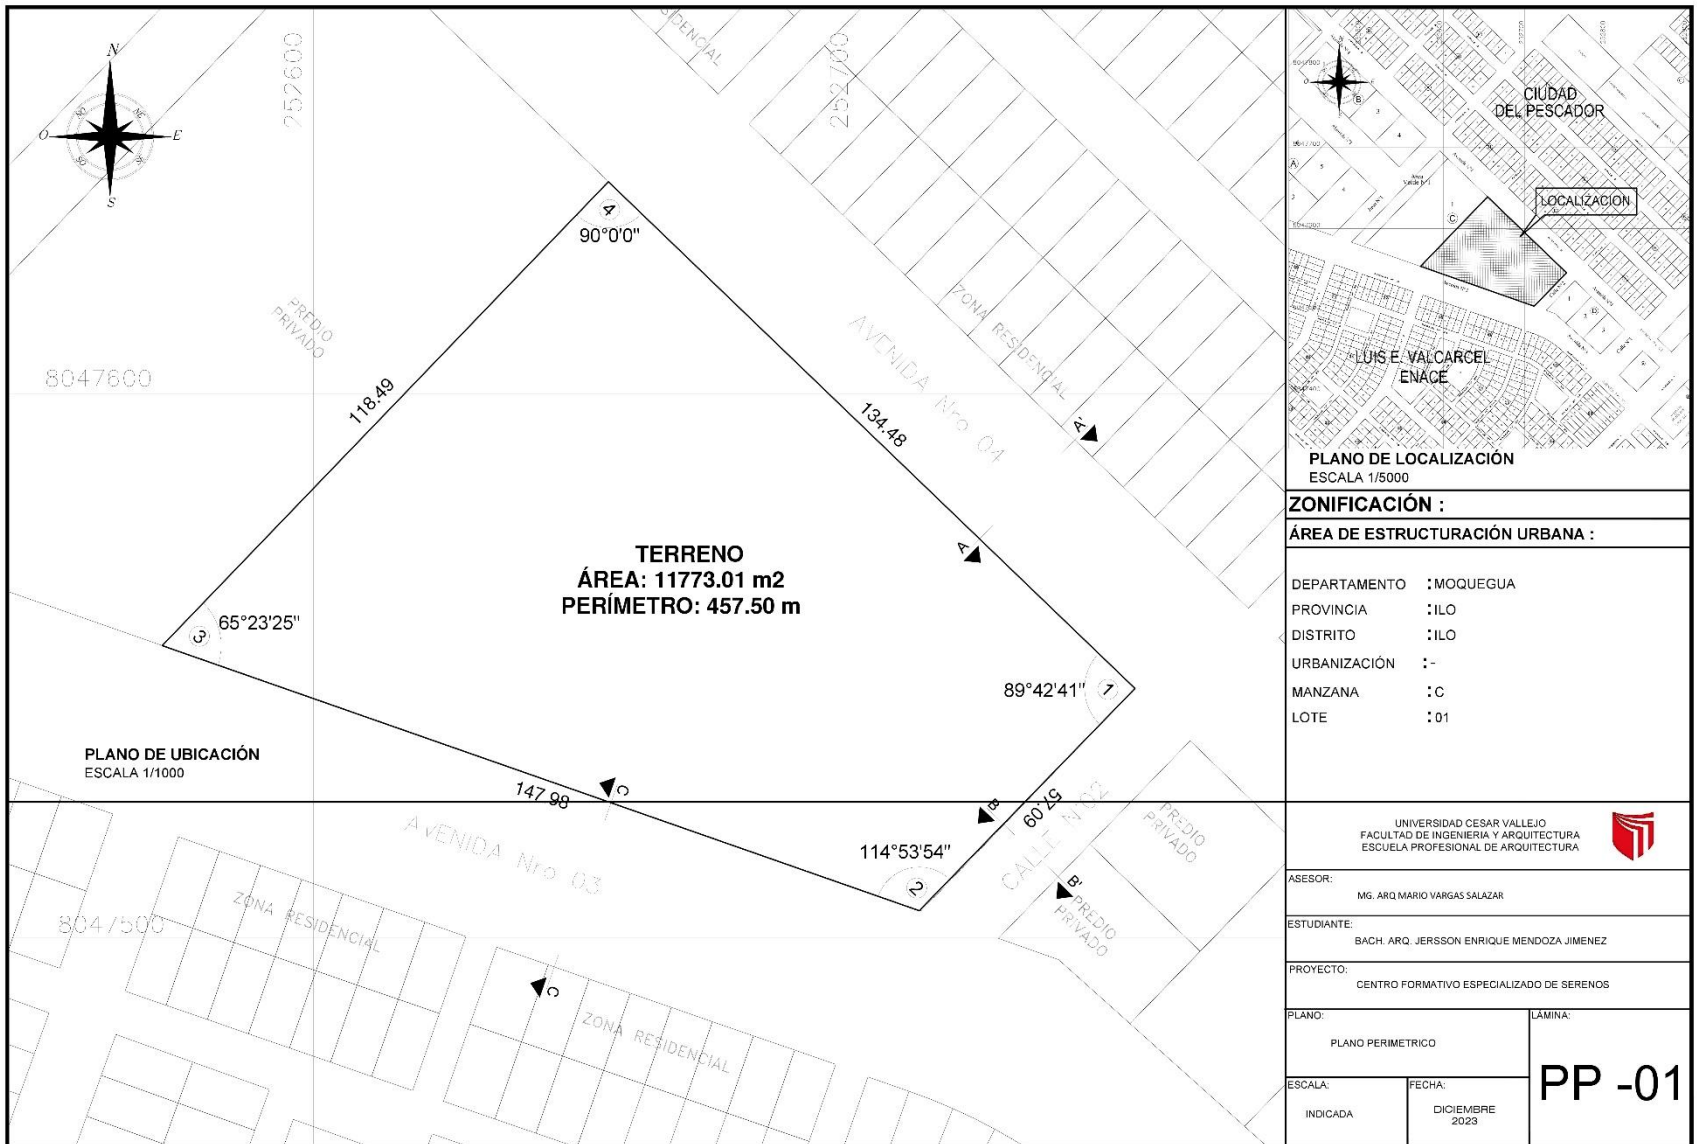 N
O
E
S
NO
NE
SO
SE
252600
252700
8047600
8047500
PREDIO
PRIVADO
ZONA RESIDENCIAL
AVENIDA Nro 04
A'
A
4
90°0'0"
118.49
134.48
TERRENO
ÁREA: 11773.01 m2
PERÍMETRO: 457.50 m
3
65°23'25"
89°42'41"
1
PLANO DE UBICACIÓN
ESCALA 1/1000
147.98
C
B
57.09
CALLE N°02
PREDIO
PRIVADO
114°53'54"
2
B'
PREDIO
PRIVADO
AVENIDA Nro 03
ZONA RESIDENCIAL
C
ZONA RESIDENCIAL
CIUDAD
DEL PESCADOR
LOCALIZACION
LUIS E. VALCARCEL
ENACE
PLANO DE LOCALIZACIÓN
ESCALA 1/5000
ZONIFICACIÓN :
ÁREA DE ESTRUCTURACIÓN URBANA :
DEPARTAMENTO : MOQUEGUA
PROVINCIA : ILO
DISTRITO : ILO
URBANIZACIÓN : -
MANZANA : C
LOTE : 01
UNIVERSIDAD CESAR VALLEJO
FACULTAD DE INGENIERIA Y ARQUITECTURA
ESCUELA PROFESIONAL DE ARQUITECTURA
ASESOR:
MG. ARQ MARIO VARGAS SALAZAR
ESTUDIANTE:
BACH. ARQ. JERSSON ENRIQUE MENDOZA JIMENEZ
PROYECTO:
CENTRO FORMATIVO ESPECIALIZADO DE SERENOS
PLANO:
PLANO PERIMETRICO
LÁMINA:
PP -01
ESCALA:
INDICADA
FECHA:
DICIEMBRE
2023